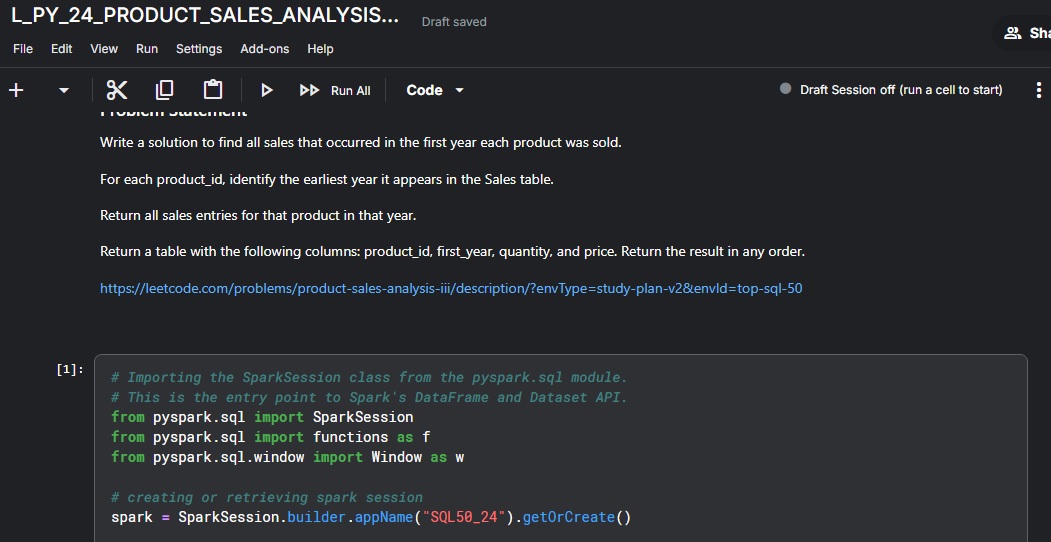 L_PY_24_PRODUCT_SALES_ANALYSIS... Draft saved
Sha
File Edit View Run Settings Add-ons Help
Run All Code Draft Session off (run a cell to start)
Problem Statement
Write a solution to find all sales that occurred in the first year each product was sold.
For each product_id, identify the earliest year it appears in the Sales table.
Return all sales entries for that product in that year.
Return a table with the following columns: product_id, first_year, quantity, and price. Return the result in any order.
https://leetcode.com/problems/product-sales-analysis-iii/description/?envType=study-plan-v2&envId=top-sql-50
[1]:
# Importing the SparkSession class from the pyspark.sql module.
# This is the entry point to Spark's DataFrame and Dataset API.
from pyspark.sql import SparkSession
from pyspark.sql import functions as f
from pyspark.sql.window import Window as w
# creating or retrieving spark session
spark = SparkSession.builder.appName("SQL50_24").getOrCreate()